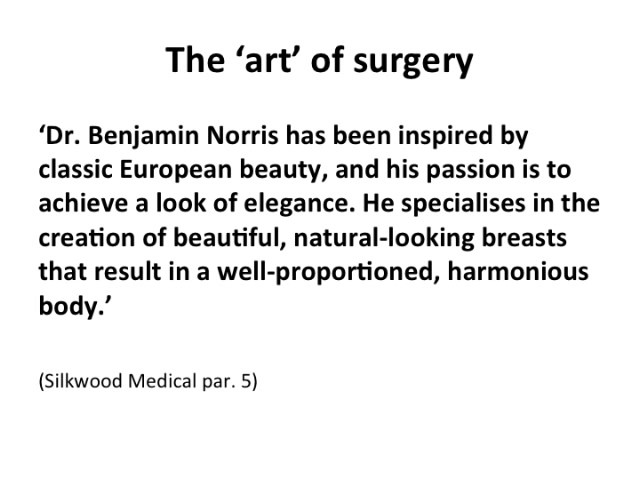 The ‘art’ of surgery
‘Dr. Benjamin Norris has been inspired by
classic European beauty, and his passion is to
achieve a look of elegance. He specialises in the
creation of beautiful, natural-looking breasts
that result in a well-proportioned, harmonious
body.’
(Silkwood Medical par. 5)